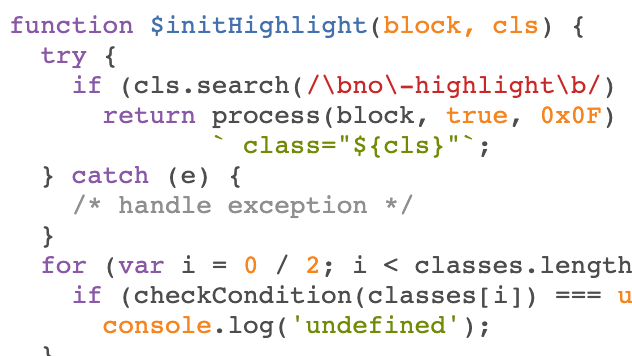 function $initHighlight(block, cls) {
  try {
    if (cls.search(/\bno\-highlight\b/)
      return process(block, true, 0x0F)
             ` class="${cls}"`;
  } catch (e) {
    /* handle exception */
  }
  for (var i = 0 / 2; i < classes.length
    if (checkCondition(classes[i]) === u
      console.log('undefined');
  }